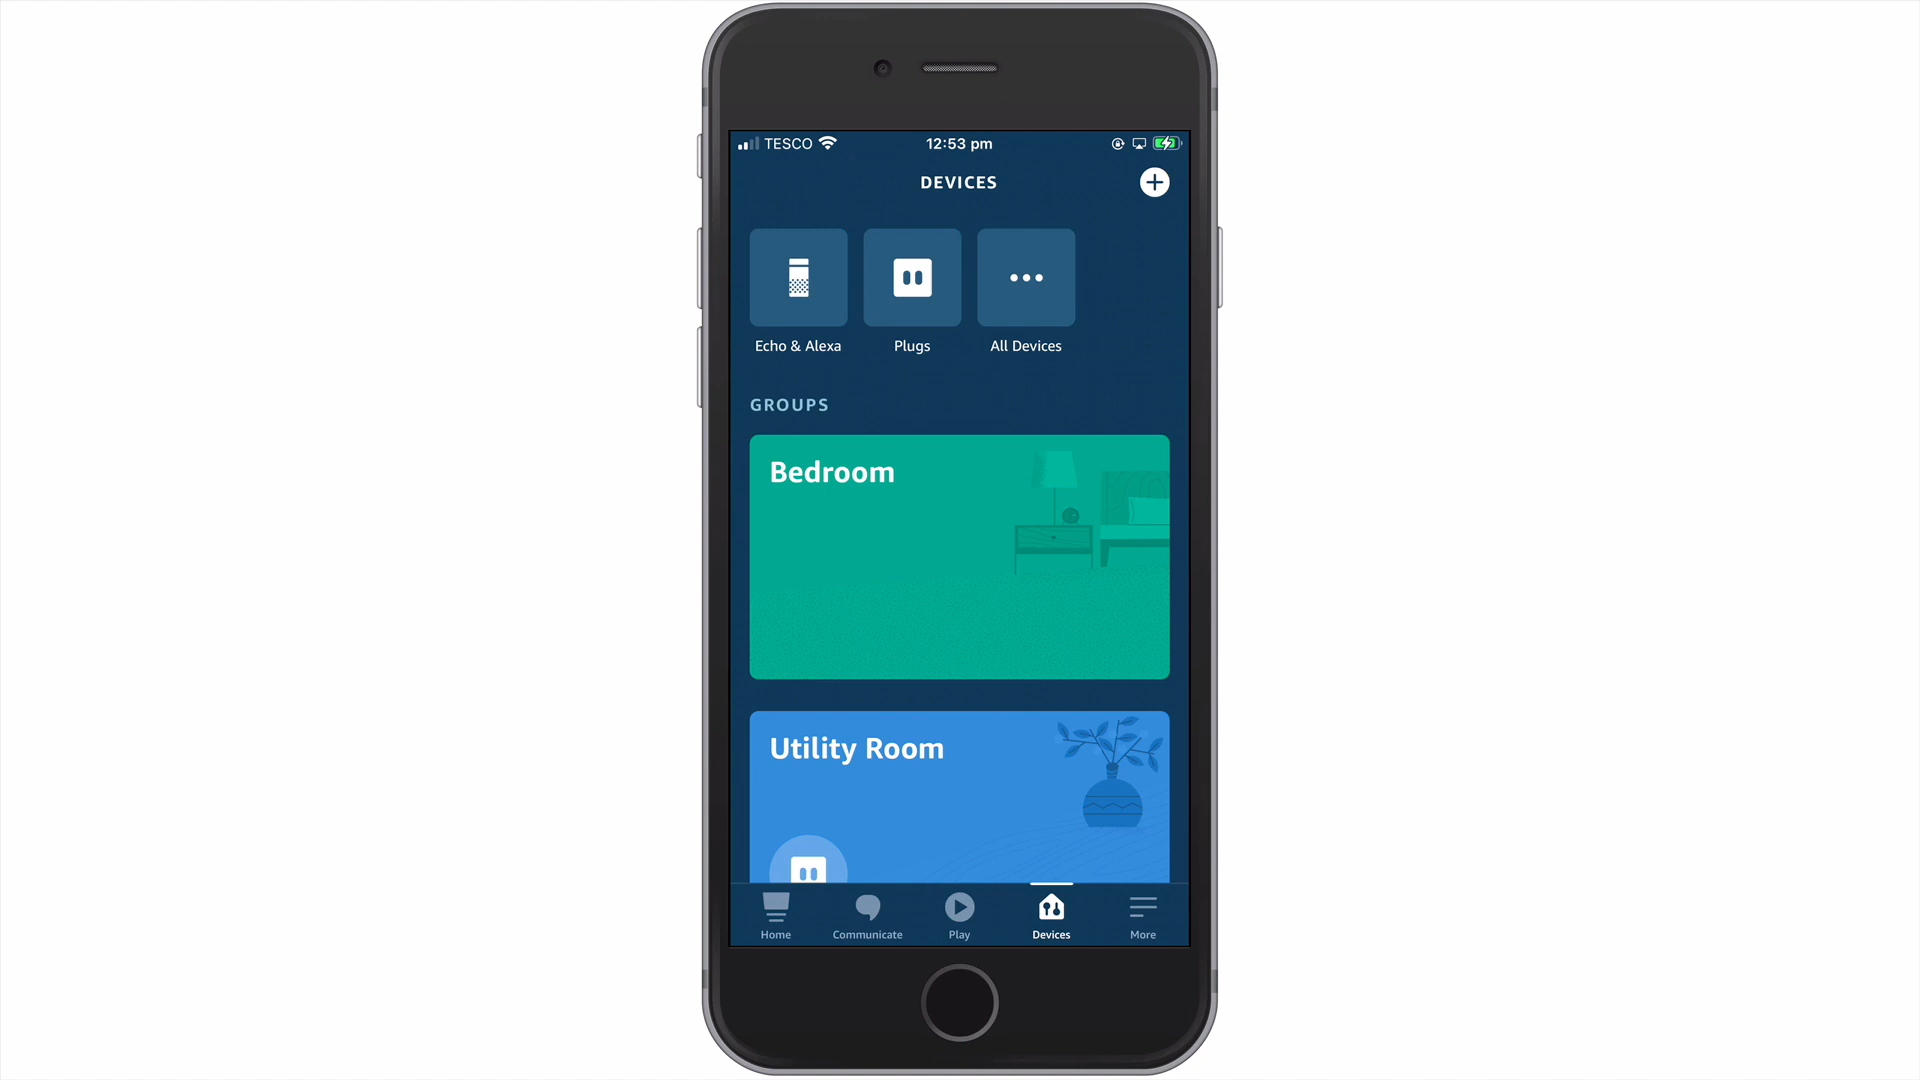 TESCO
12:53 pm
DEVICES
Echo & Alexa
Plugs
All Devices
GROUPS
Bedroom
Utility Room
Home
Communicate
Play
Devices
More